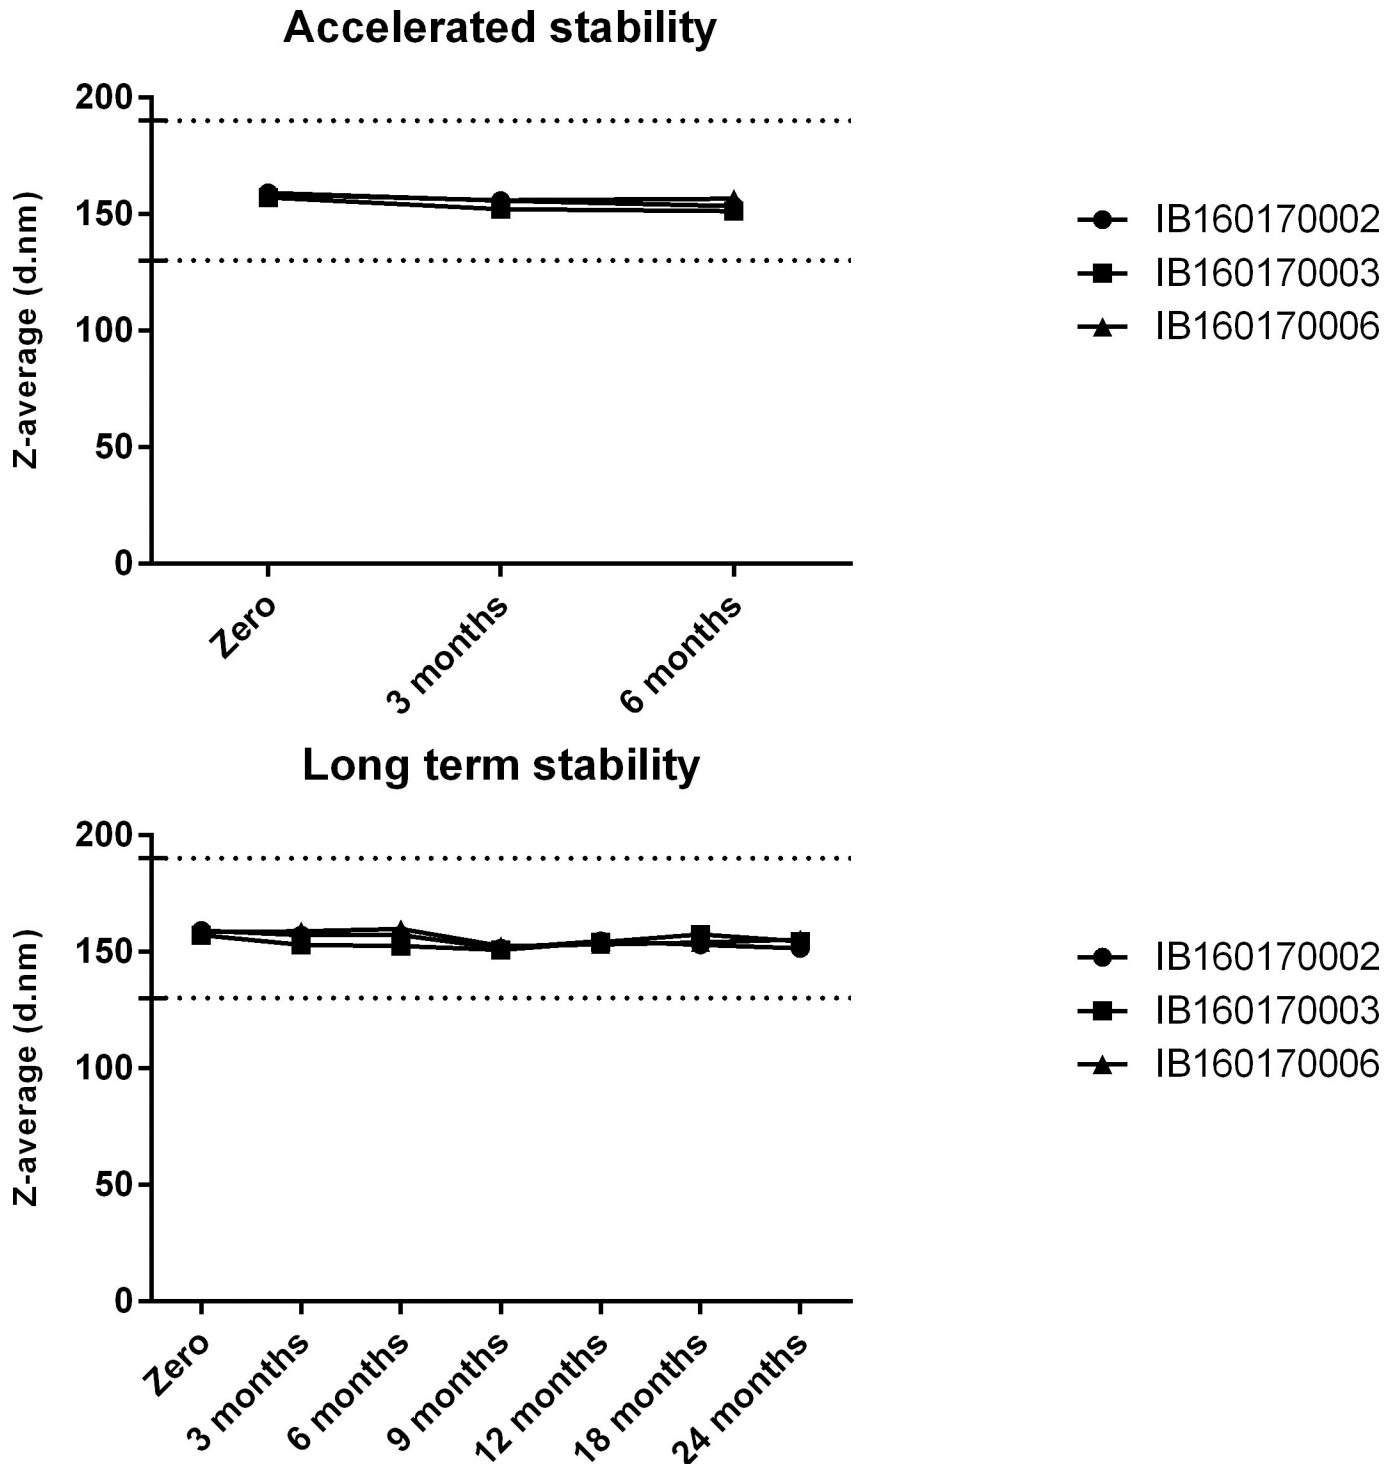 Accelerated stability
200
150
100
50
0
Z-average (d.nm)
Zero
3 months
6 months
IB160170002
IB160170003
IB160170006
Long term stability
200
150
100
50
0
Z-average (d.nm)
Zero
3 months
6 months
9 months
12 months
18 months
24 months
IB160170002
IB160170003
IB160170006